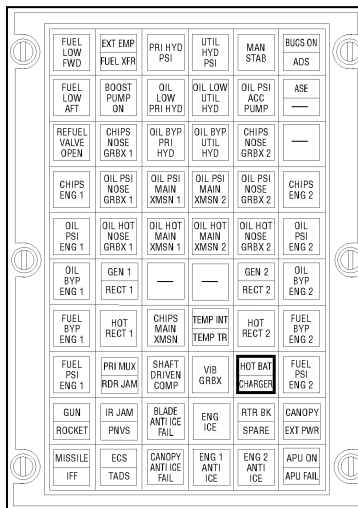 FUEL LOW FWD
EXT EMP
FUEL XFR
PRI HYD PSI
UTIL HYD PSI
MAN STAB
BUCS ON
ADS
FUEL LOW AFT
BOOST PUMP ON
OIL LOW PRI HYD
OIL LOW UTIL HYD
OIL PSI ACC PUMP
ASE
—
REFUEL VALVE OPEN
CHIPS NOSE GRBX 1
OIL BYP PRI HYD
OIL BYP UTIL HYD
CHIPS NOSE GRBX 2
—
CHIPS ENG 1
OIL PSI NOSE GRBX 1
OIL PSI MAIN XMSN 1
OIL PSI MAIN XMSN 2
OIL PSI NOSE GRBX 2
CHIPS ENG 2
OIL PSI ENG 1
OIL HOT NOSE GRBX 1
OIL HOT MAIN XMSN 1
OIL HOT MAIN XMSN 2
OIL HOT NOSE GRBX 2
OIL PSI ENG 2
OIL BYP ENG 1
GEN 1
RECT 1
—
—
GEN 2
RECT 2
OIL BYP ENG 2
FUEL BYP ENG 1
HOT RECT 1
CHIPS MAIN XMSN
TEMP INT
TEMP TR
HOT RECT 2
FUEL BYP ENG 2
FUEL PSI ENG 1
PRI MUX
RDR JAM
SHAFT DRIVEN COMP
VIB GRBX
HOT BAT
CHARGER
FUEL PSI ENG 2
GUN
ROCKET
IR JAM
PNVS
BLADE ANTI ICE FAIL
ENG ICE
RTR BK
SPARE
CANOPY
EXT PWR
MISSILE
IFF
ECS
TADS
CANOPY ANTI ICE FAIL
ENG 1 ANTI ICE
ENG 2 ANTI ICE
APU ON
APU FAIL